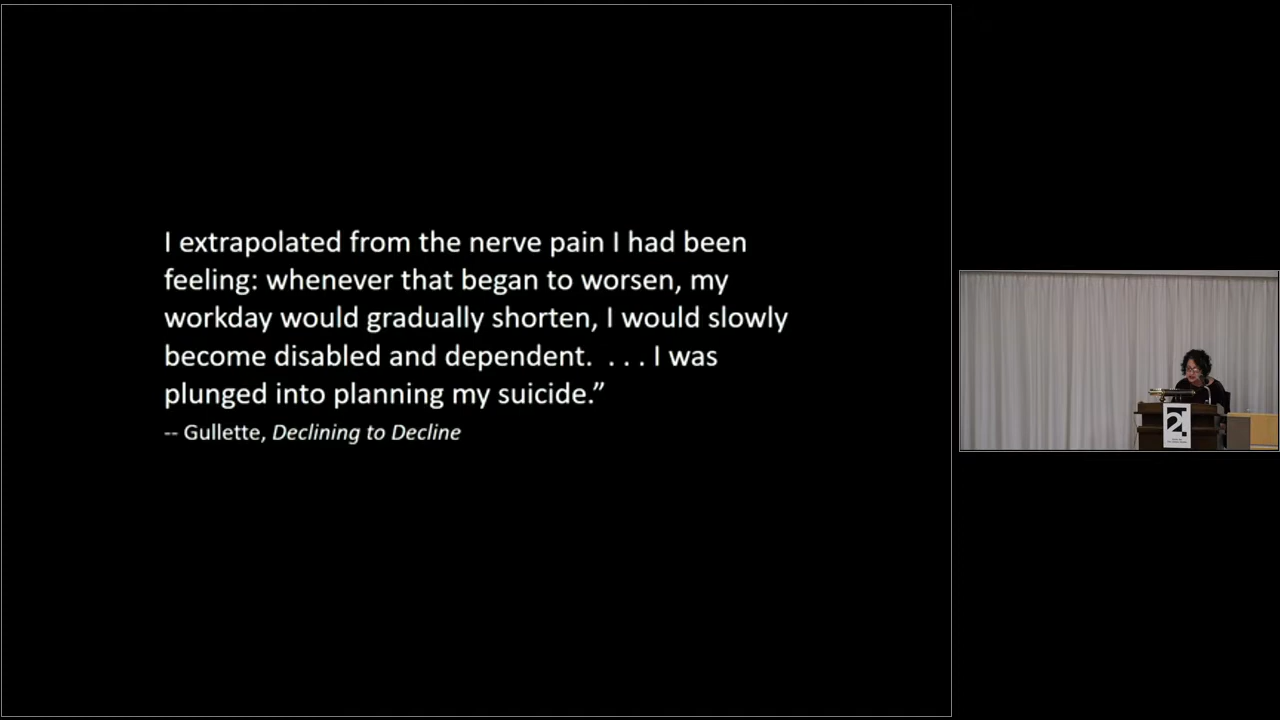 I extrapolated from the nerve pain I had been
feeling: whenever that began to worsen, my
workday would gradually shorten, I would slowly
become disabled and dependent.  . . . I was
plunged into planning my suicide.”
-- Gullette, Declining to Decline
2